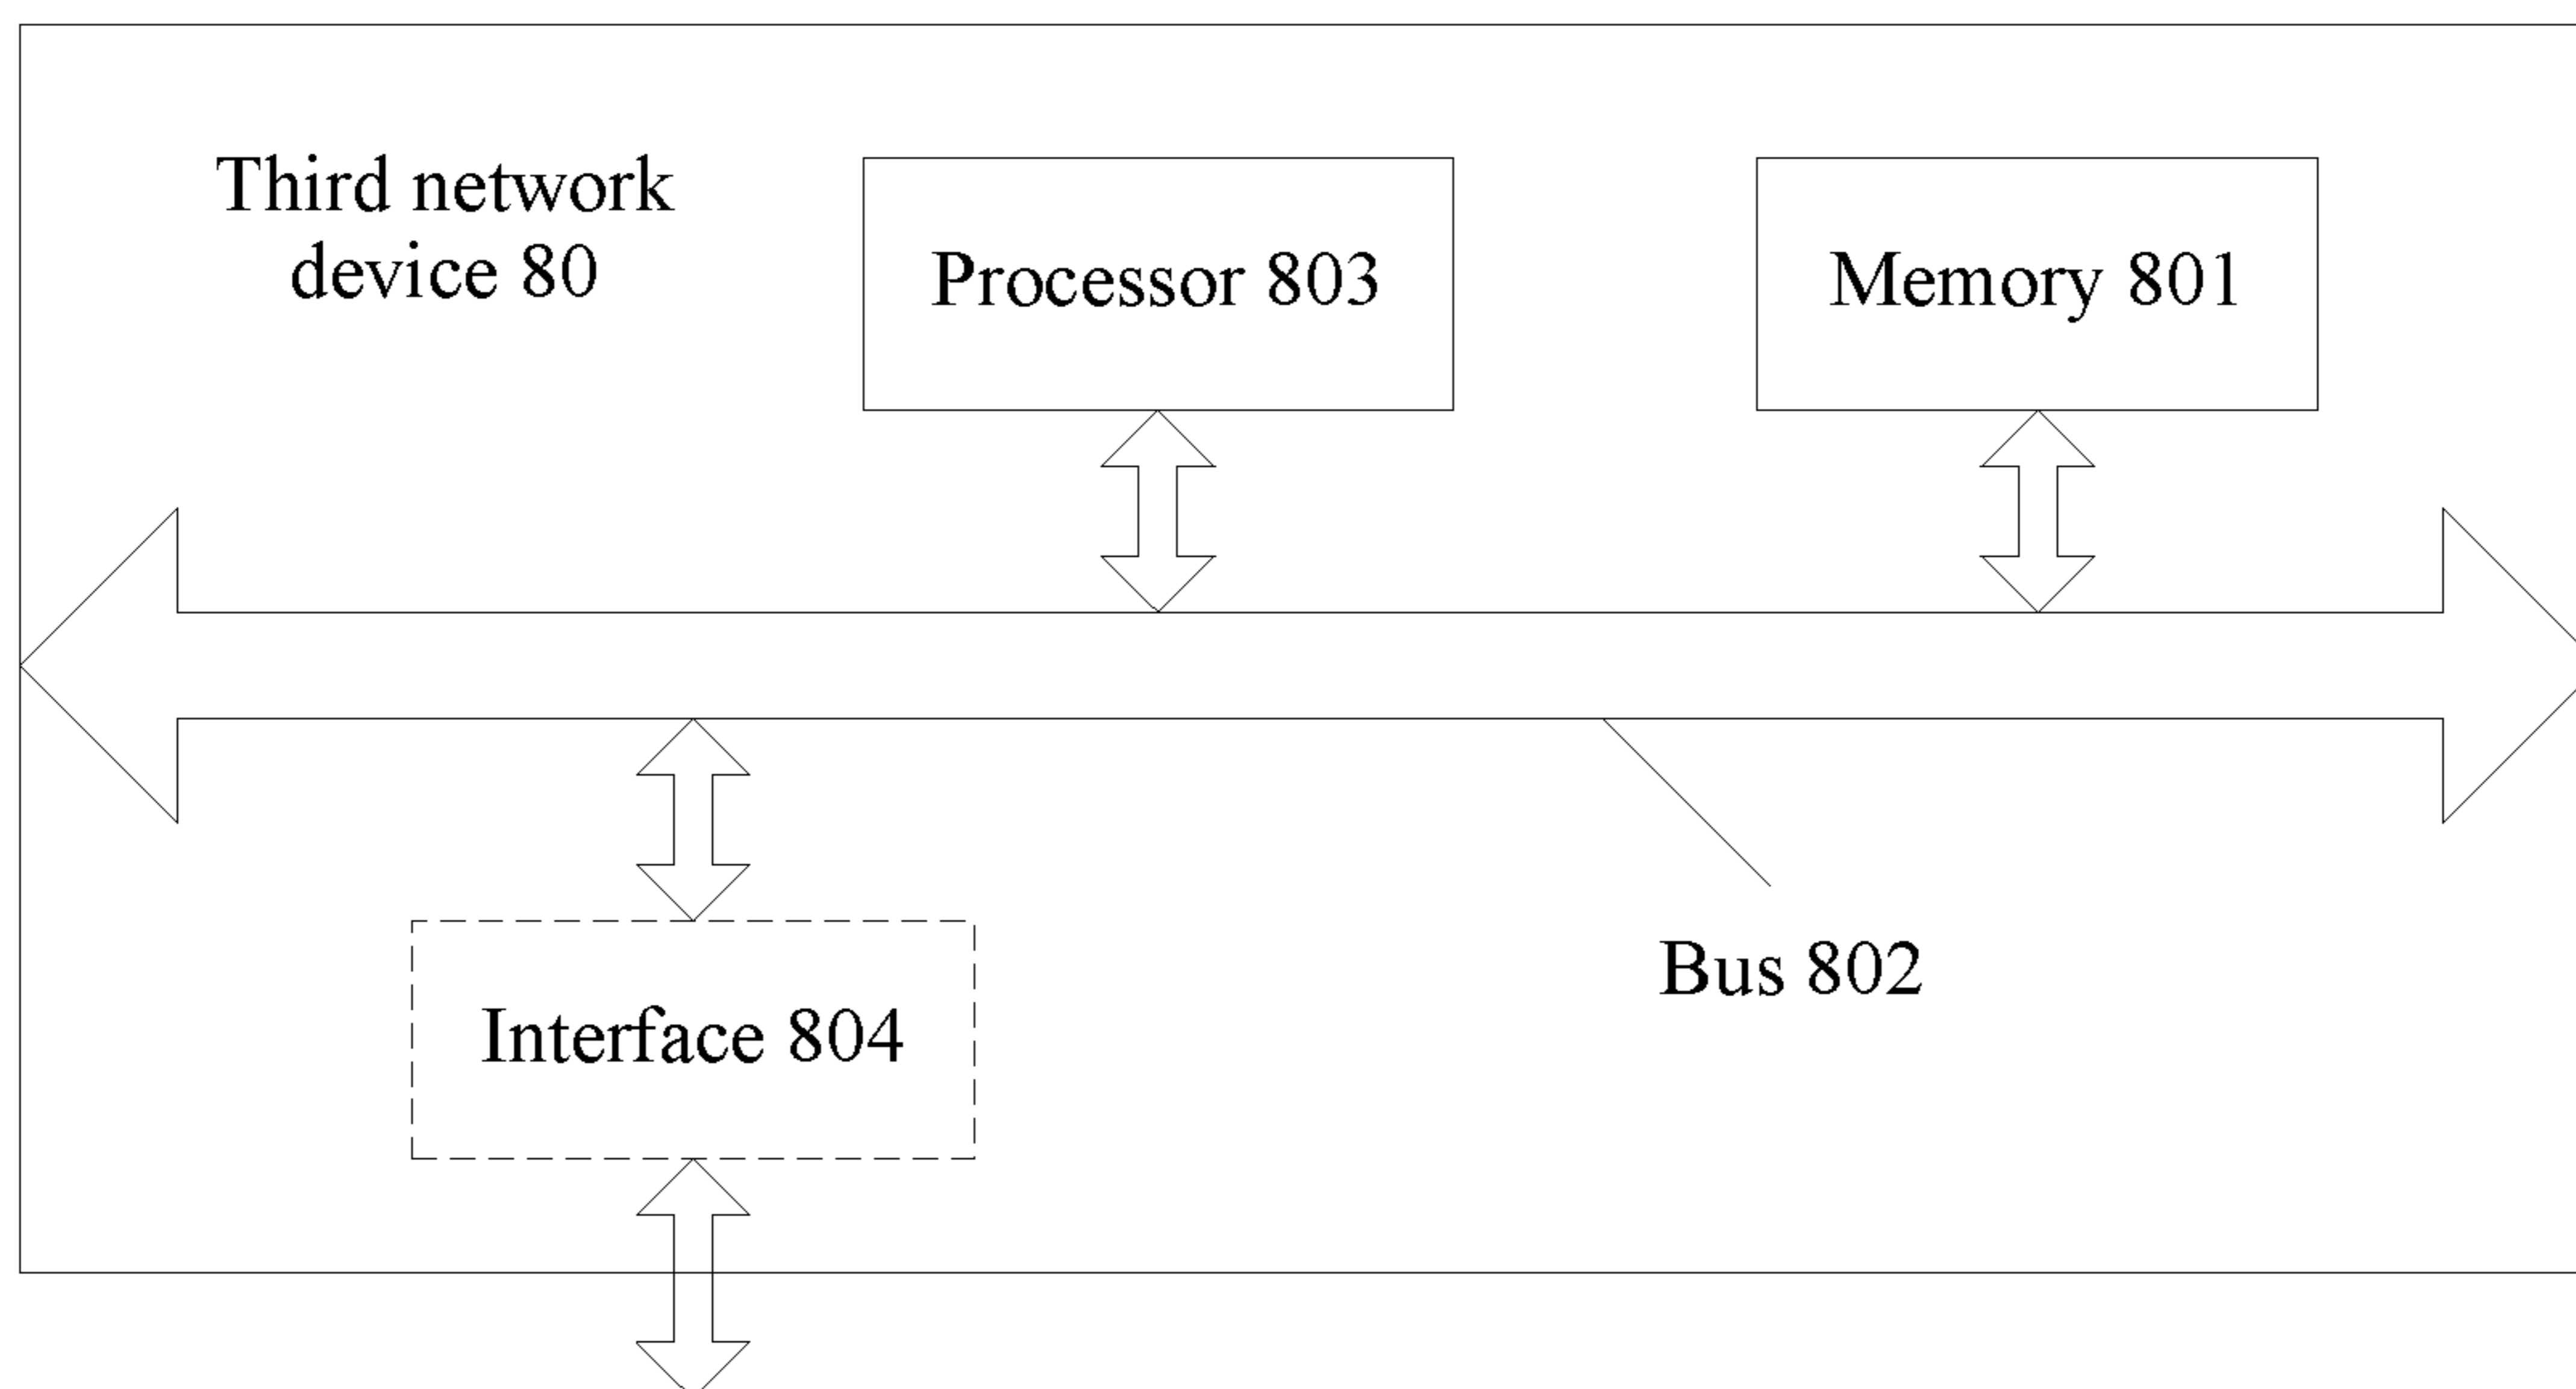 Third network
device 80
Processor 803
Memory 801
Bus 802
Interface 804